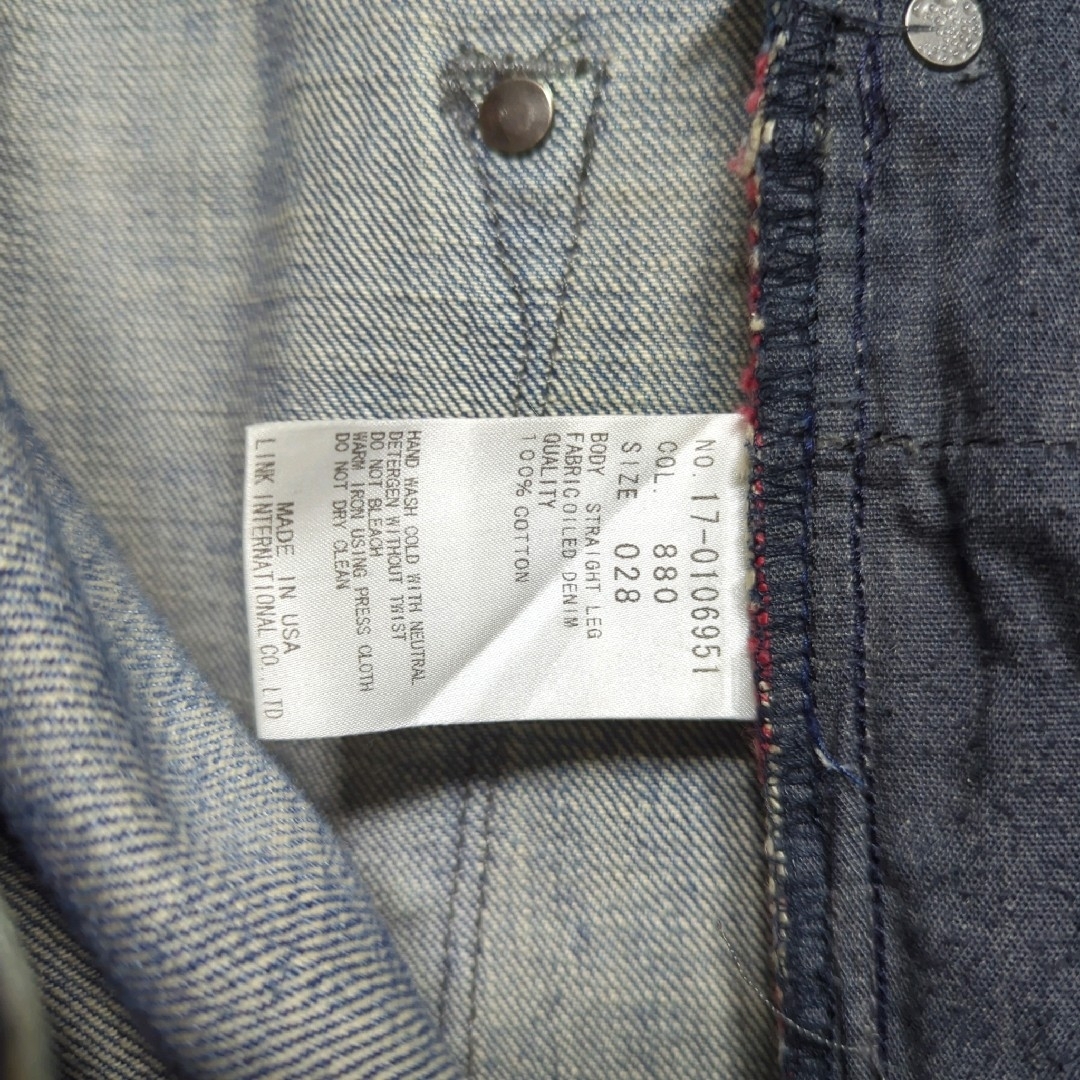 NO. 17-0106951
COL. 880
SIZE 028
BODY STRAIGHT LEG
FABRIC OILED DENIM
QUALITY
100% COTTON
HAND WASH COLD WITH NEUTRAL
DETERGEN WITHOUT TWIST
DO NOT BLEACH
WARM IRON USING PRESS CLOTH
DO NOT DRY CLEAN
MADE IN USA
LINK INTERNATIONAL CO., LTD